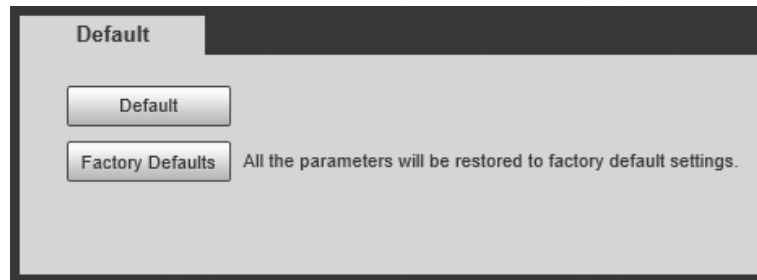 Default
Default
Factory Defaults All the parameters will be restored to factory default settings.